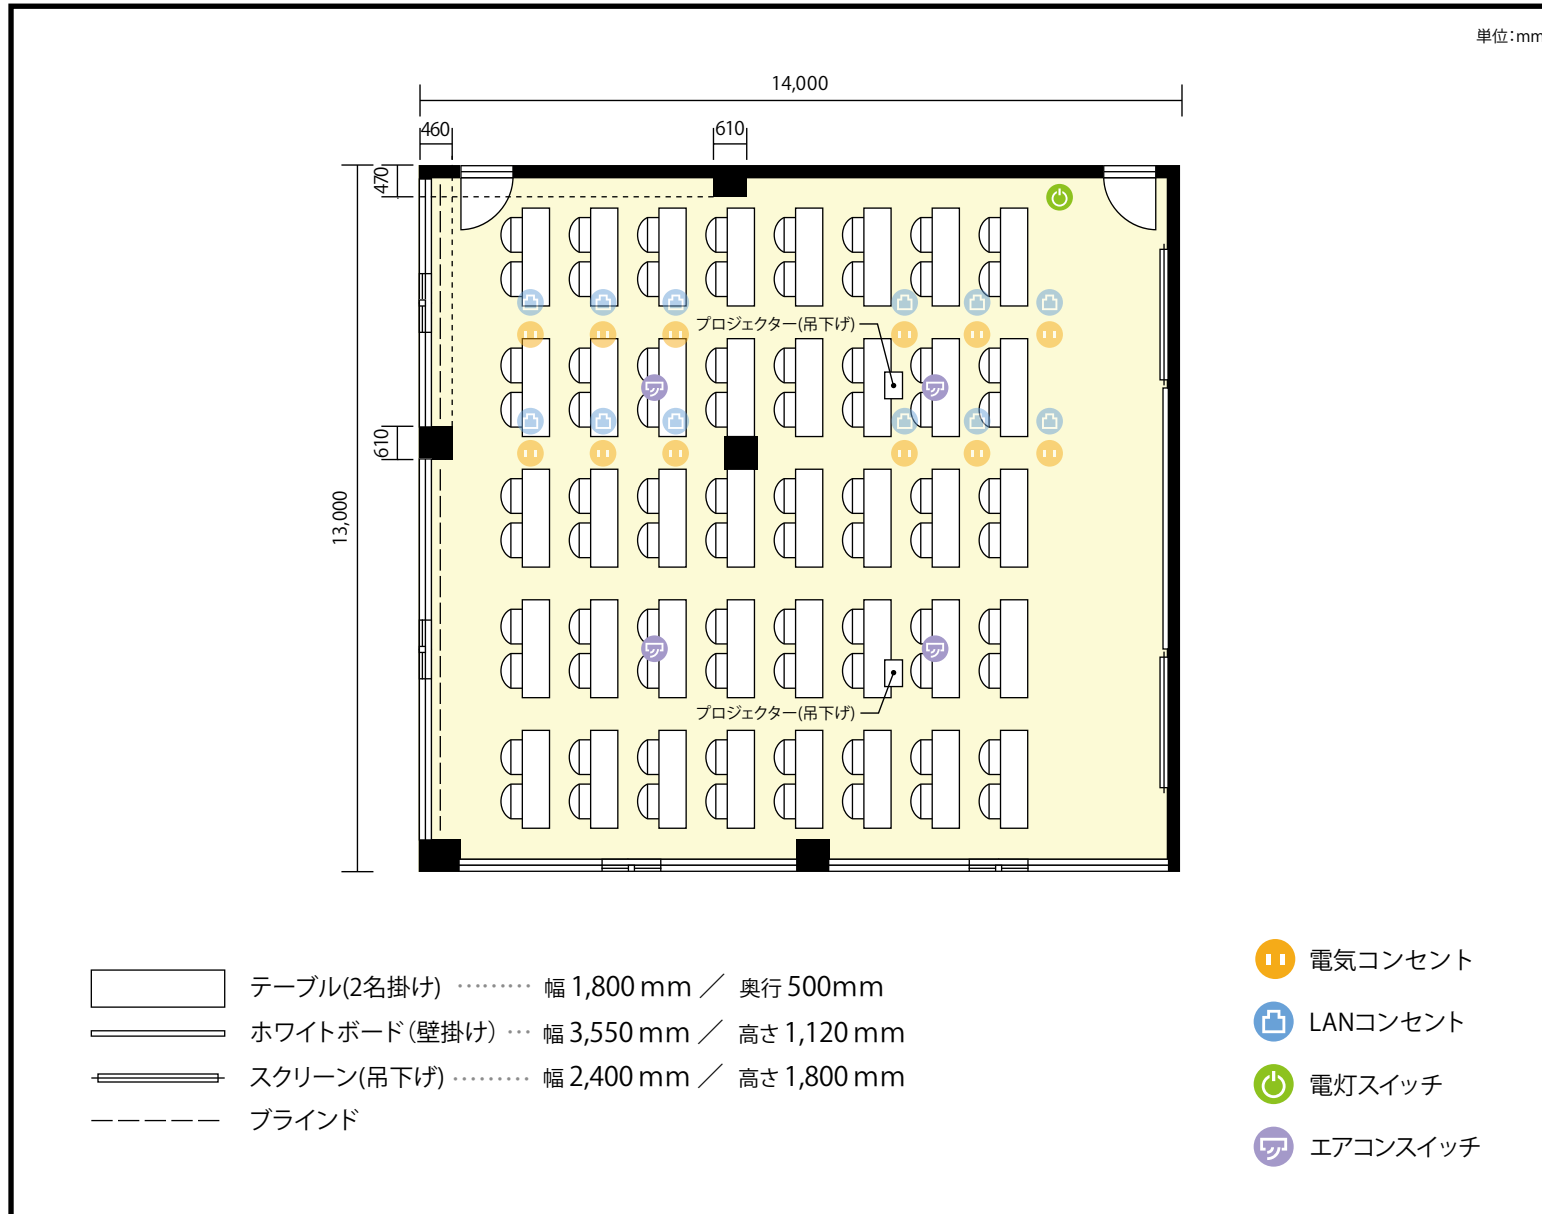 単位：mm
14,000
460
610
470
プロジェクター(吊下げ)
610
13,000
プロジェクター(吊下げ)
テーブル(2名掛け) ········· 幅 1,800 mm ／ 奥行 500mm
ホワイトボード（壁掛け） ··· 幅 3,550 mm ／ 高さ 1,120 mm
スクリーン(吊下げ) ········· 幅 2,400 mm ／ 高さ 1,800 mm
ブラインド
電気コンセント
LANコンセント
電灯スイッチ
エアコンスイッチ